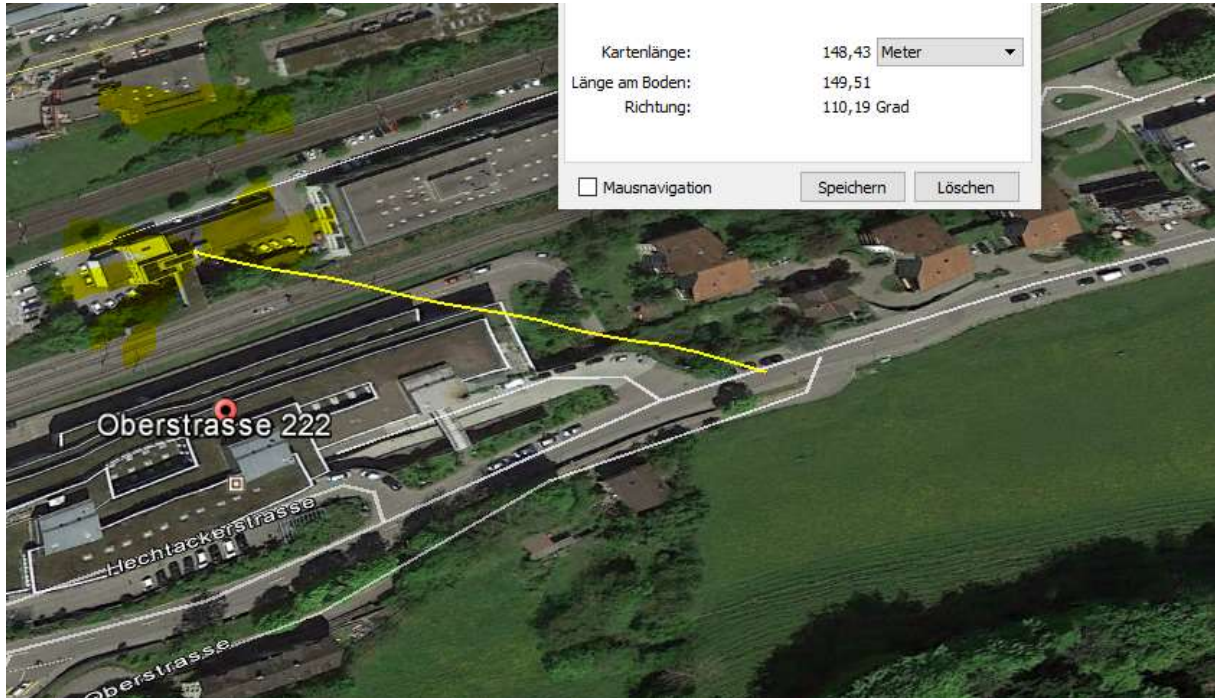 Kartenlänge: 148,43 Meter
Länge am Boden: 149,51
Richtung: 110,19 Grad
Mausnavigation Speichern Löschen
Oberstrasse 222
Hechtackerstrasse
Oberstrasse